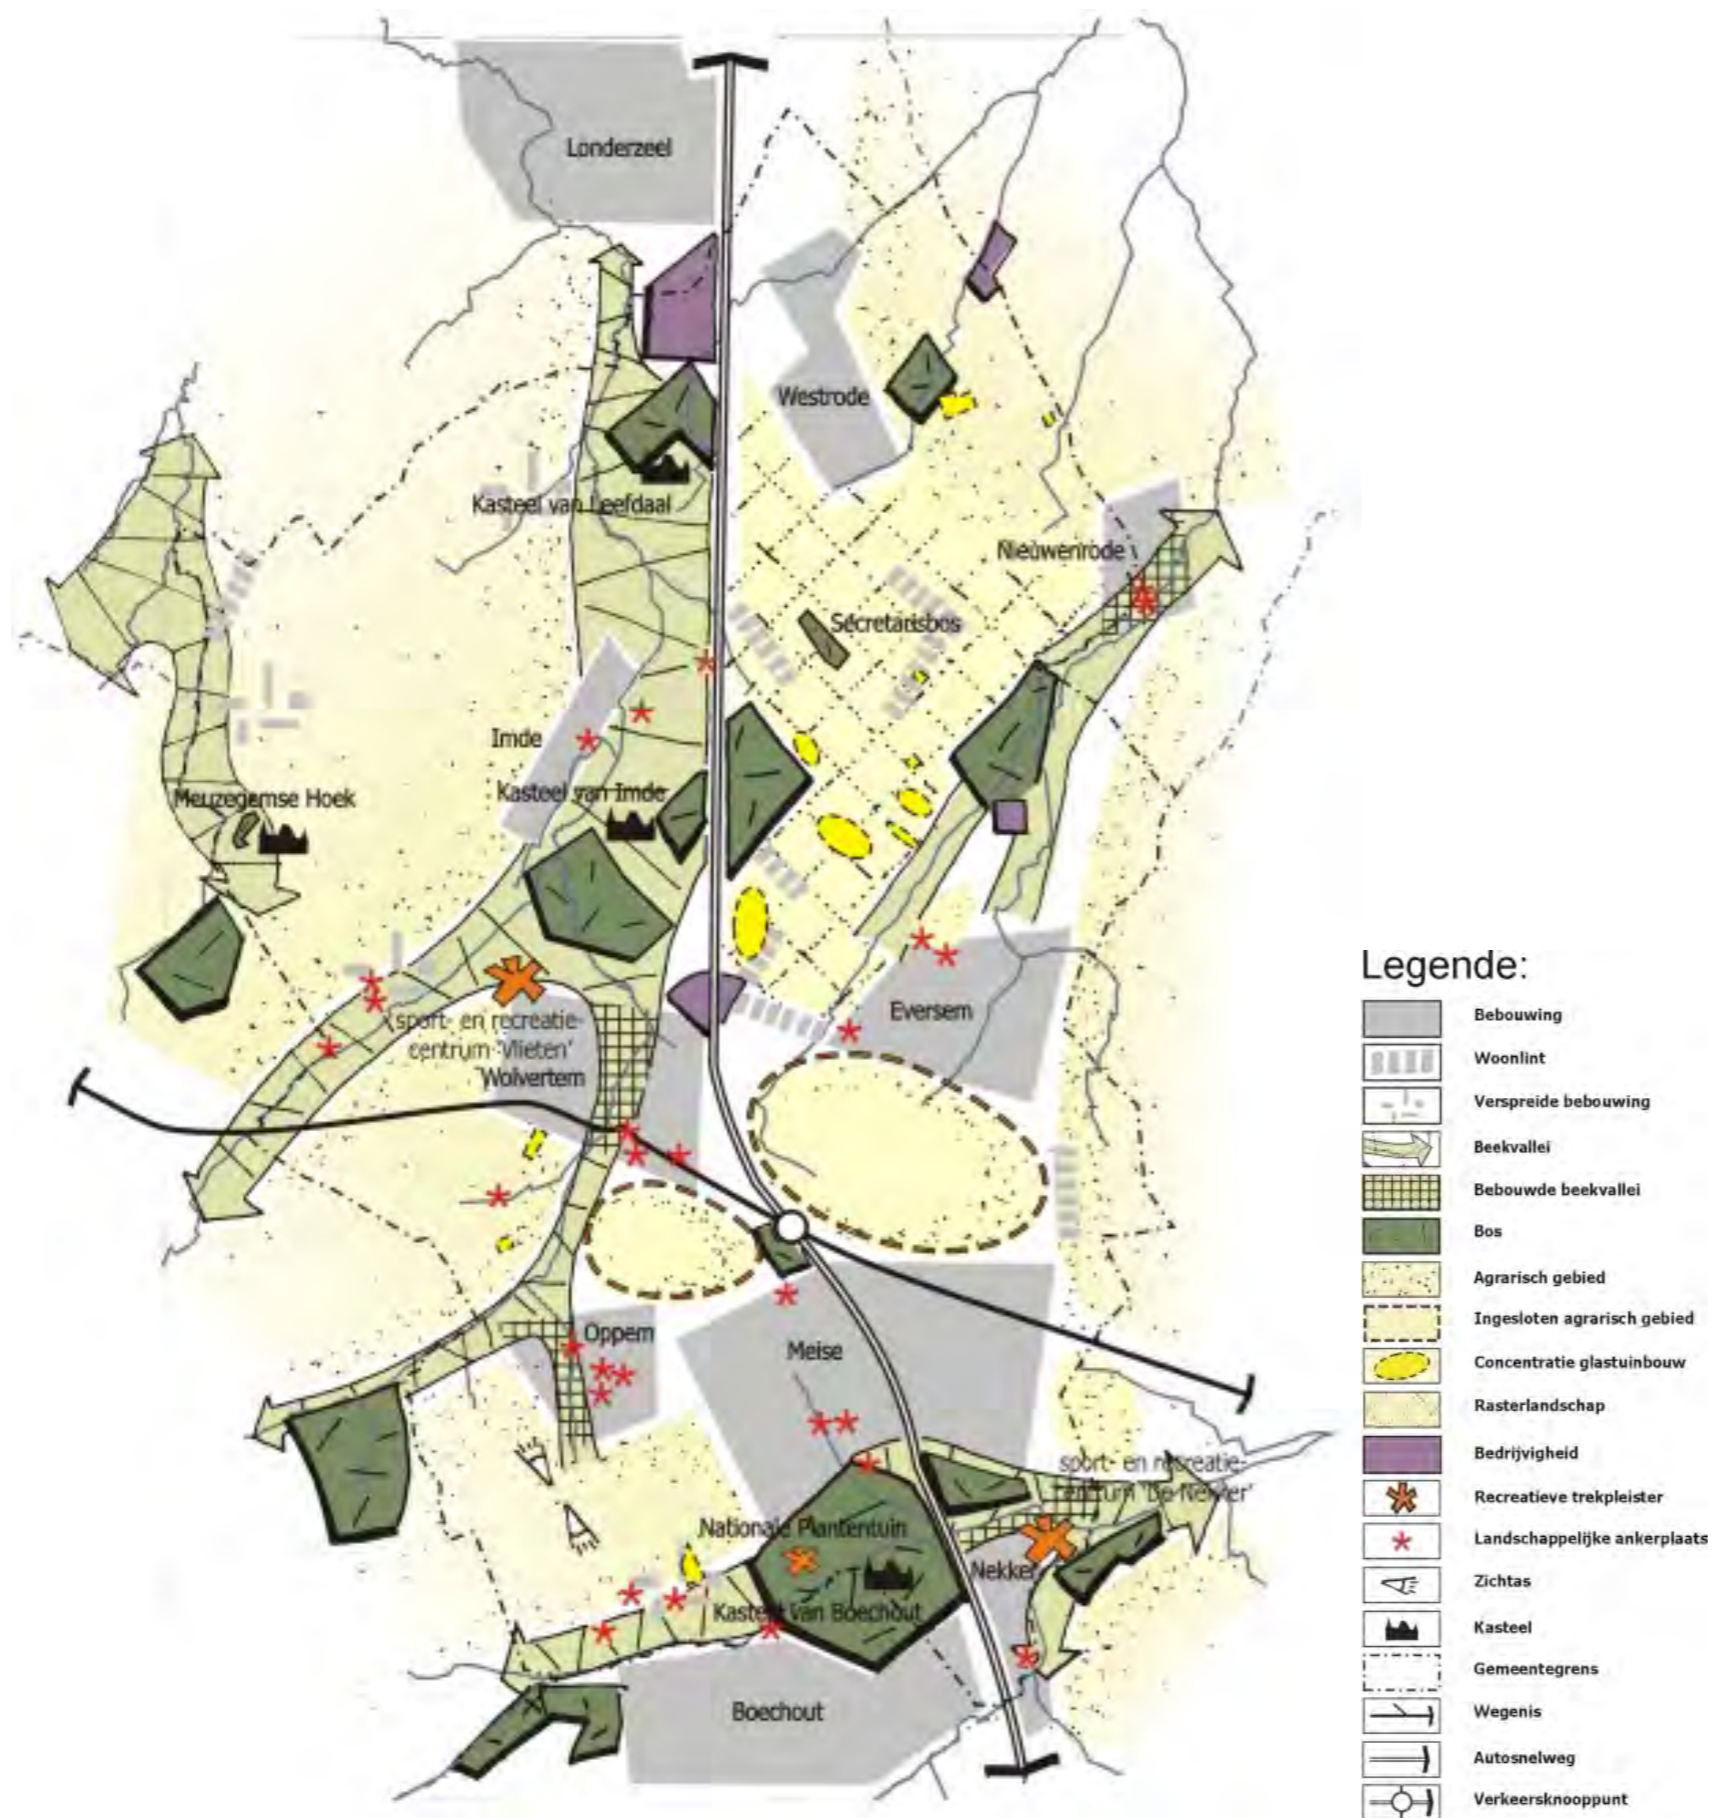 Londerzeel
Westrode
Kasteel van Leefdaal
Nieuwenrode
Secretarisbos
Imde
Kasteel van Imde
Meuzegemse Hoek
(sport- en recreatie-
centrum 'Vlieten'
Wolvertem
Eversem
Oppem
Meise
sport- en recreatie-
centrum 'De Nekker'
Nationale Plantentuin
Nekker
Kasteel van Boechout
Boechout
Legende:
Bebouwing
Woonlint
Verspreide bebouwing
Beekvallei
Bebouwde beekvallei
Bos
Agrarisch gebied
Ingesloten agrarisch gebied
Concentratie glastuinbouw
Rasterlandschap
Bedrijvigheid
Recreatieve trekpleister
Landschappelijke ankerplaats
Zichtas
Kasteel
Gemeentegrens
Wegenis
Autosnelweg
Verkeersknooppunt